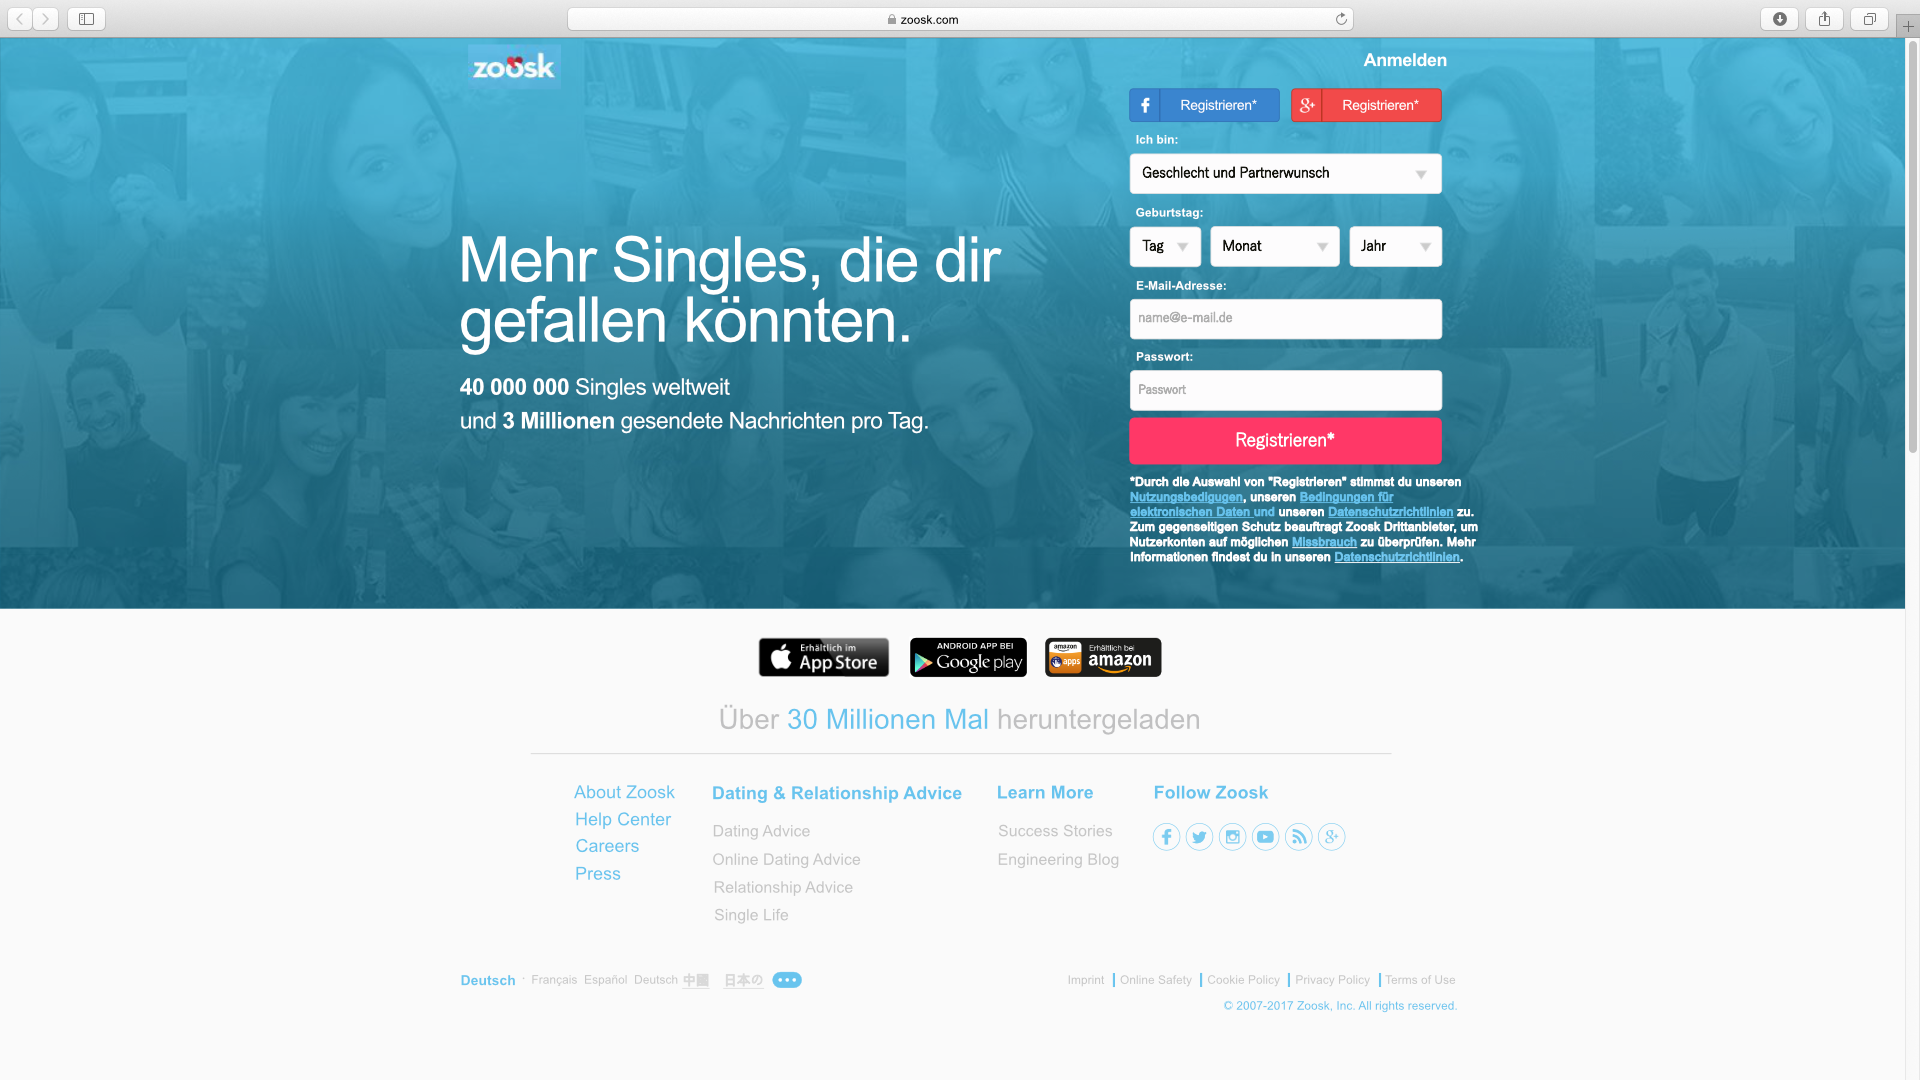 zoosk.com
zoosk
Anmelden
Registrieren*
Registrieren*
Ich bin:
Geschlecht und Partnerwunsch
Geburtstag:
Tag
Monat
Jahr
E-Mail-Adresse:
name@e-mail.de
Passwort:
Passwort
Registrieren*
*Durch die Auswahl von "Registrieren" stimmst du unseren
Nutzungsbedigugen, unseren Bedingungen für
elektronischen Daten und unseren Datenschutzrichtlinien zu.
Zum gegenseitigen Schutz beauftragt Zoosk Drittanbieter, um
Nutzerkonten auf möglichen Missbrauch zu überprüfen. Mehr
Informationen findest du in unseren Datenschutzrichtlinien.
Mehr Singles, die dir
gefallen könnten.
40 000 000 Singles weltweit
und 3 Millionen gesendete Nachrichten pro Tag.
Erhältlich im
App Store
ANDROID APP BEI
Google play
amazon
apps
Erhältlich bei
amazon
Über 30 Millionen Mal heruntergeladen
About Zoosk
Help Center
Careers
Press
Dating & Relationship Advice
Dating Advice
Online Dating Advice
Relationship Advice
Single Life
Learn More
Success Stories
Engineering Blog
Follow Zoosk
Deutsch · Français Español Deutsch 中國 日本の
Imprint | Online Safety | Cookie Policy | Privacy Policy | Terms of Use
© 2007-2017 Zoosk, Inc. All rights reserved.